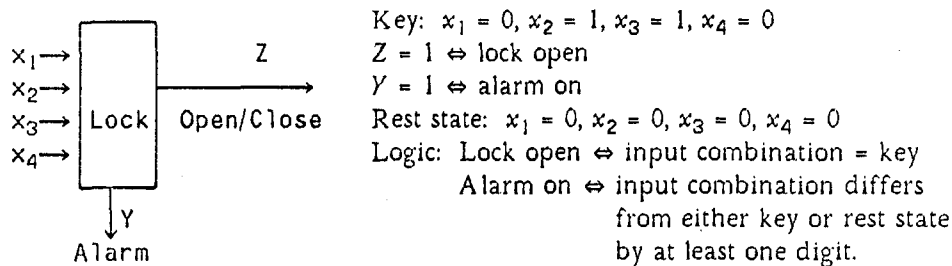 Key: x₁ = 0, x₂ = 1, x₃ = 1, x₄ = 0
Z = 1 ⇔ lock open
Y = 1 ⇔ alarm on
Rest state: x₁ = 0, x₂ = 0, x₃ = 0, x₄ = 0
Logic: Lock open ⇔ input combination = key
Alarm on ⇔ input combination differs
from either key or rest state
by at least one digit.
x₁→
x₂→
x₃→
x₄→
Lock
Z
Open/Close
Y
Alarm